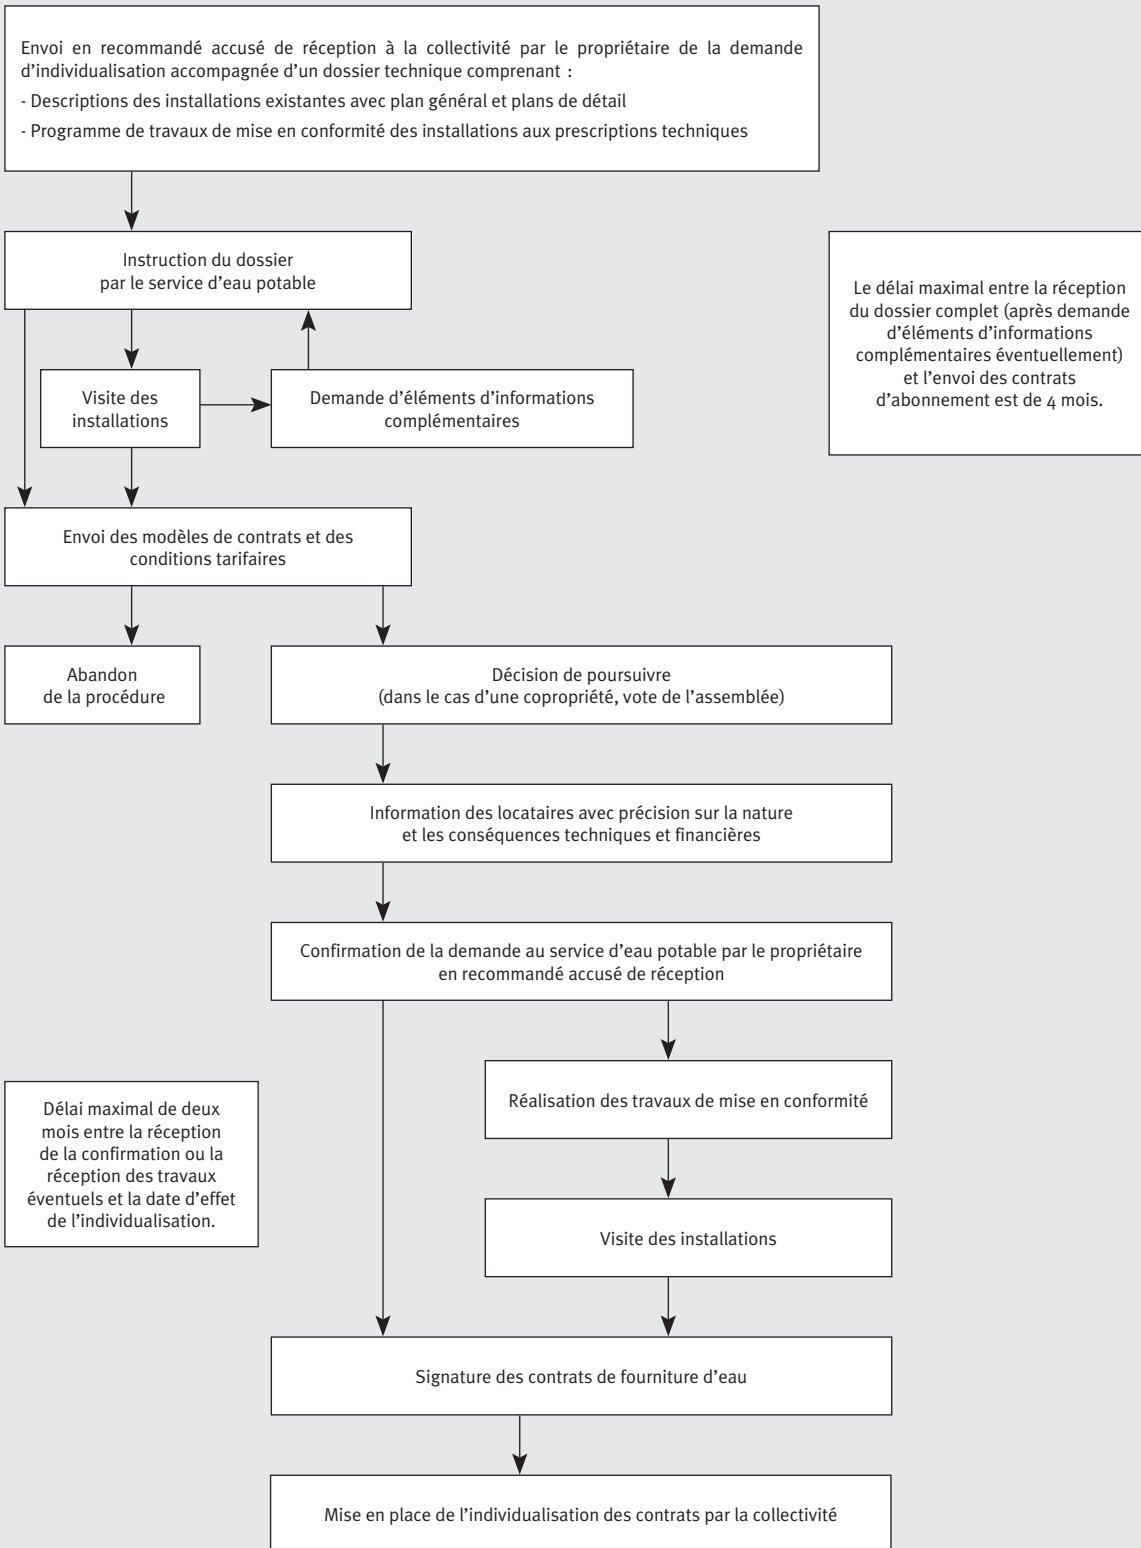 Envoi en recommandé accusé de réception à la collectivité par le propriétaire de la demande
d'individualisation accompagnée d'un dossier technique comprenant :
- Descriptions des installations existantes avec plan général et plans de détail
- Programme de travaux de mise en conformité des installations aux prescriptions techniques
Instruction du dossier
par le service d'eau potable
Le délai maximal entre la réception
du dossier complet (après demande
d'éléments d'informations
complémentaires éventuellement)
et l'envoi des contrats
d'abonnement est de 4 mois.
Visite des
installations
Demande d'éléments d'informations
complémentaires
Envoi des modèles de contrats et des
conditions tarifaires
Abandon
de la procédure
Décision de poursuivre
(dans le cas d'une copropriété, vote de l'assemblée)
Information des locataires avec précision sur la nature
et les conséquences techniques et financières
Confirmation de la demande au service d'eau potable par le propriétaire
en recommandé accusé de réception
Réalisation des travaux de mise en conformité
Délai maximal de deux
mois entre la réception
de la confirmation ou la
réception des travaux
éventuels et la date d'effet
de l'individualisation.
Visite des installations
Signature des contrats de fourniture d'eau
Mise en place de l'individualisation des contrats par la collectivité